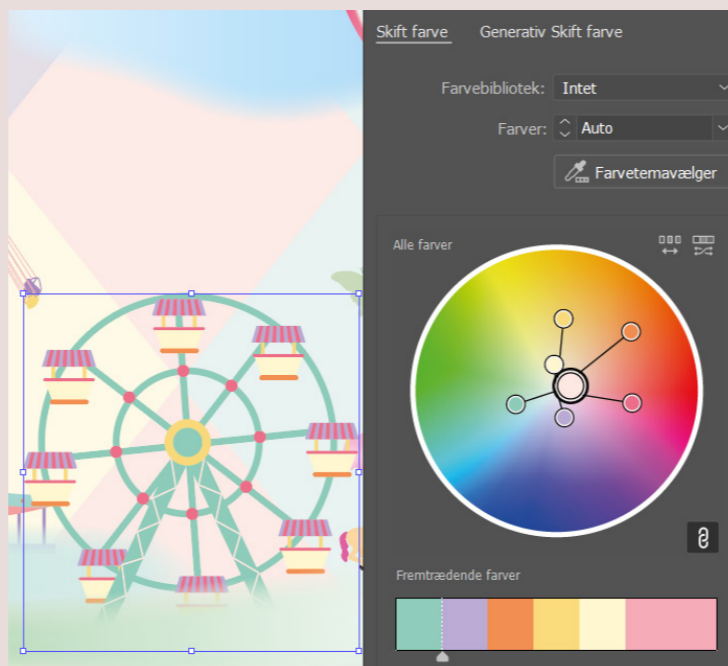 Skift farve
Generativ Skift farve
Farvebibliotek: Intet
Farver: Auto
Farvetemavælger
Alle farver
Fremtrædende farver